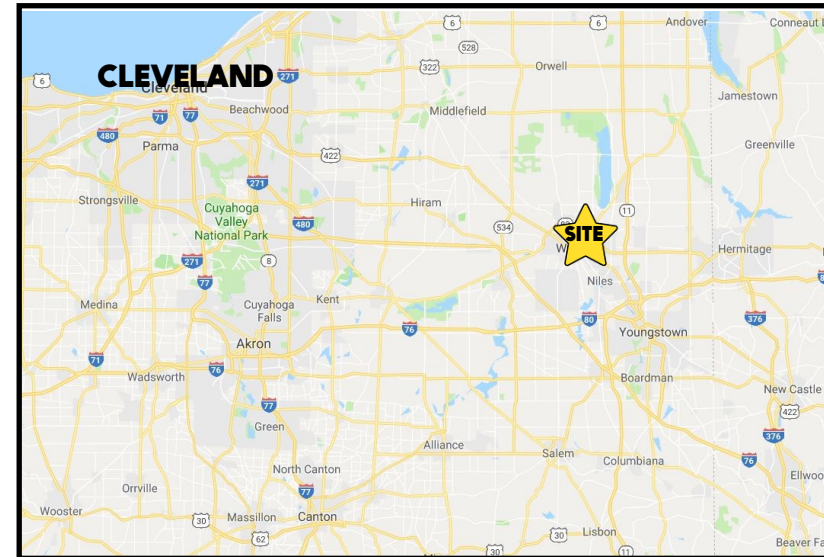 6
6
Andover
Conneaut L
528
322
Orwell
CLEVELAND
271
Cleveland
6
Jamestown
Beachwood
Middlefield
71
77
480
Parma
Greenville
422
271
Strongsville
Hiram
Cuyahoga
Valley
National Park
480
534
11
SITE
W
Hermitage
8
271
77
Niles
Medina
Cuyahoga
Falls
Kent
76
80
376
Youngstown
Akron
71
76
Wadsworth
Boardman
77
New Castle
422
Green
376
Alliance
Salem
Columbiana
76
North Canton
Ellwoo
Orrville
77
Wooster
30
Massillon
Canton
62
30
30
Lisbon
11
Beaver Fa